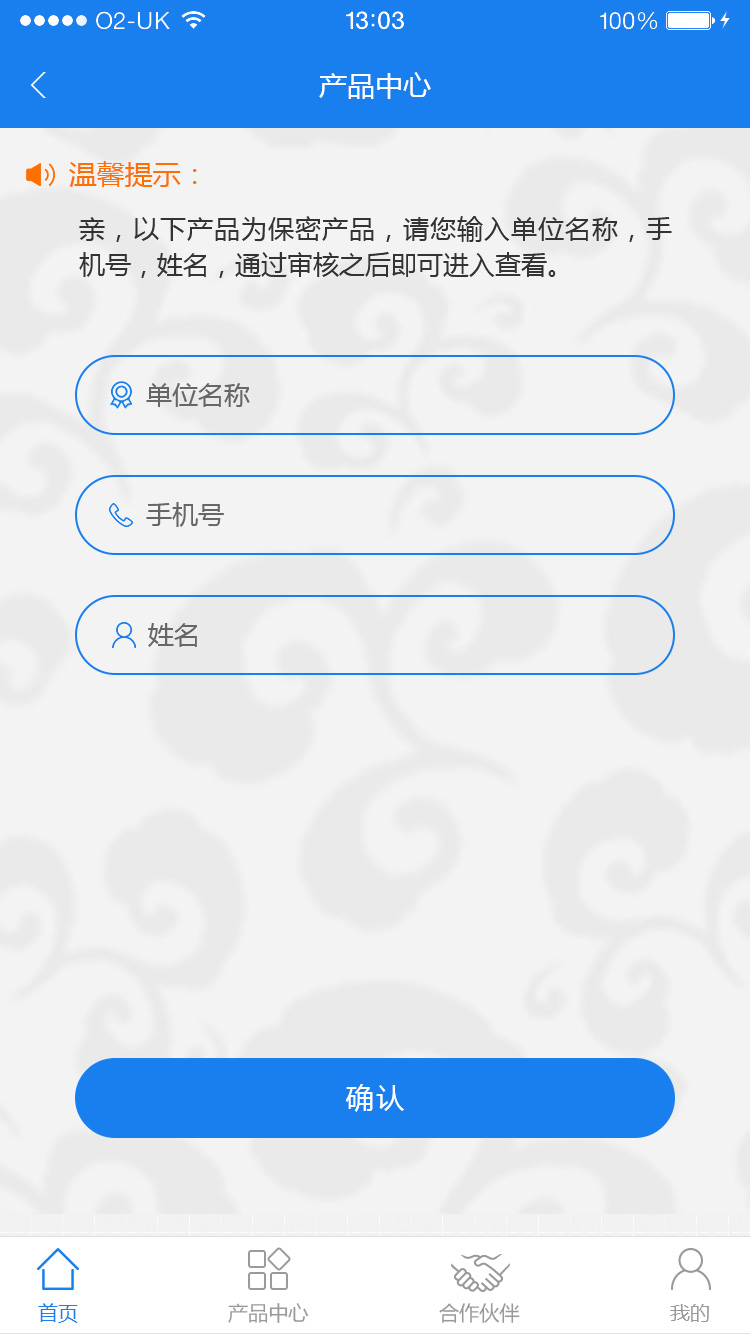 O2-UK 13:03 100%
产品中心
温馨提示：
亲，以下产品为保密产品，请您输入单位名称，手
机号，姓名，通过审核之后即可进入查看。
单位名称
手机号
姓名
确认
首页 产品中心 合作伙伴 我的